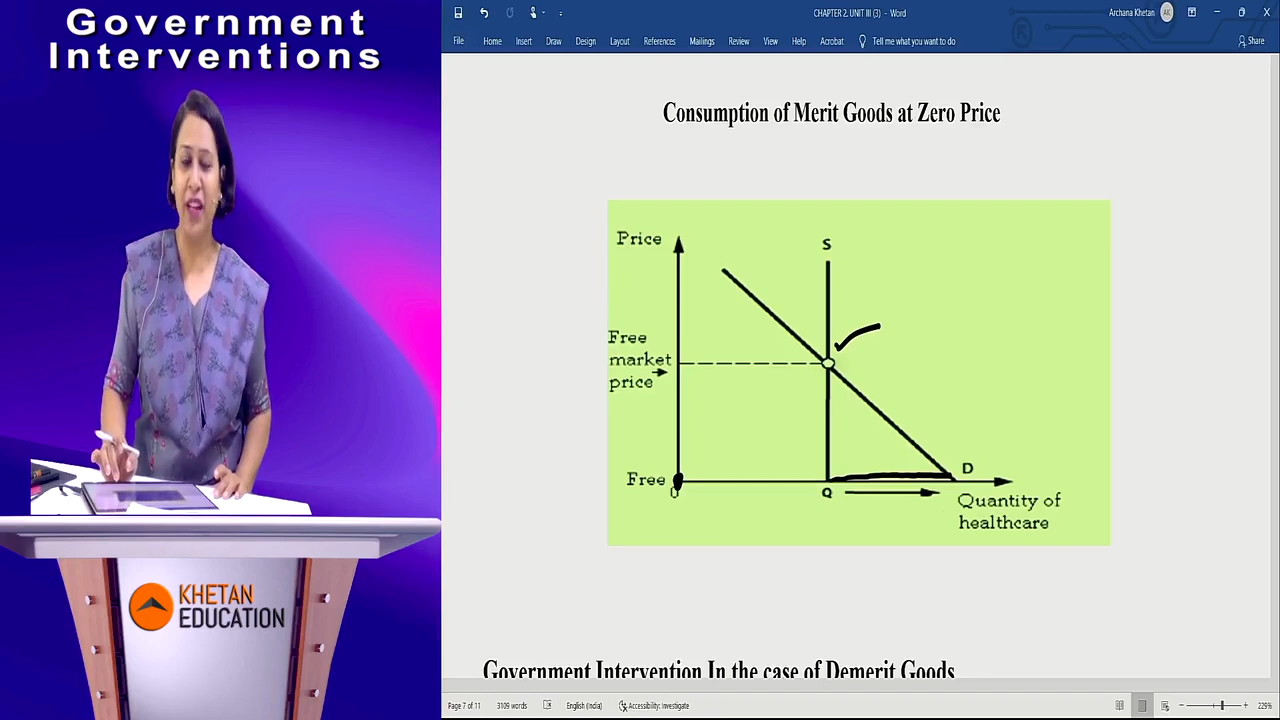 Government
Interventions
CHAPTER 2. UNIT III (3) - Word
Archana Khetan
AK
File Home Insert Draw Design Layout References Mailings Review View Help Acrobat Tell me what you want to do
Share
Consumption of Merit Goods at Zero Price
Price
S
Free
market
price
Free
0
Q
D
Quantity of
healthcare
KHETAN
EDUCATION
Government Intervention In the case of Demerit Goods
Page 7 of 11 3109 words English (India) Accessibility: Investigate
229%